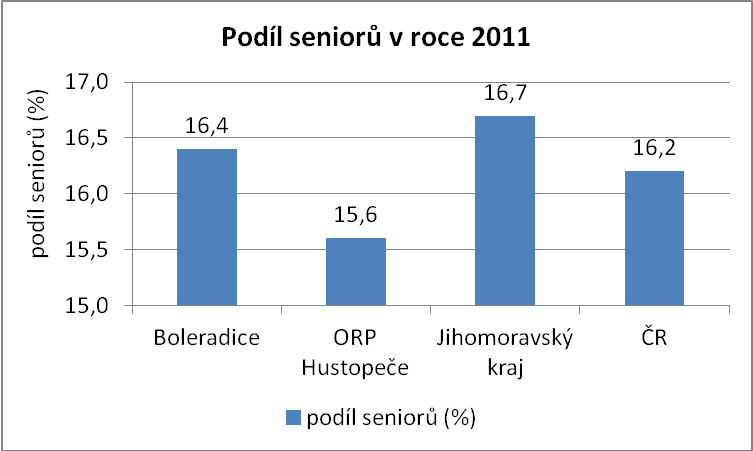 Podíl seniorů v roce 2011
podíl seniorů (%)
17,0
16,5
16,0
15,5
15,0
16,4
15,6
16,7
16,2
Boleradice
ORP
Hustopeče
Jihomoravský
kraj
ČR
podíl seniorů (%)